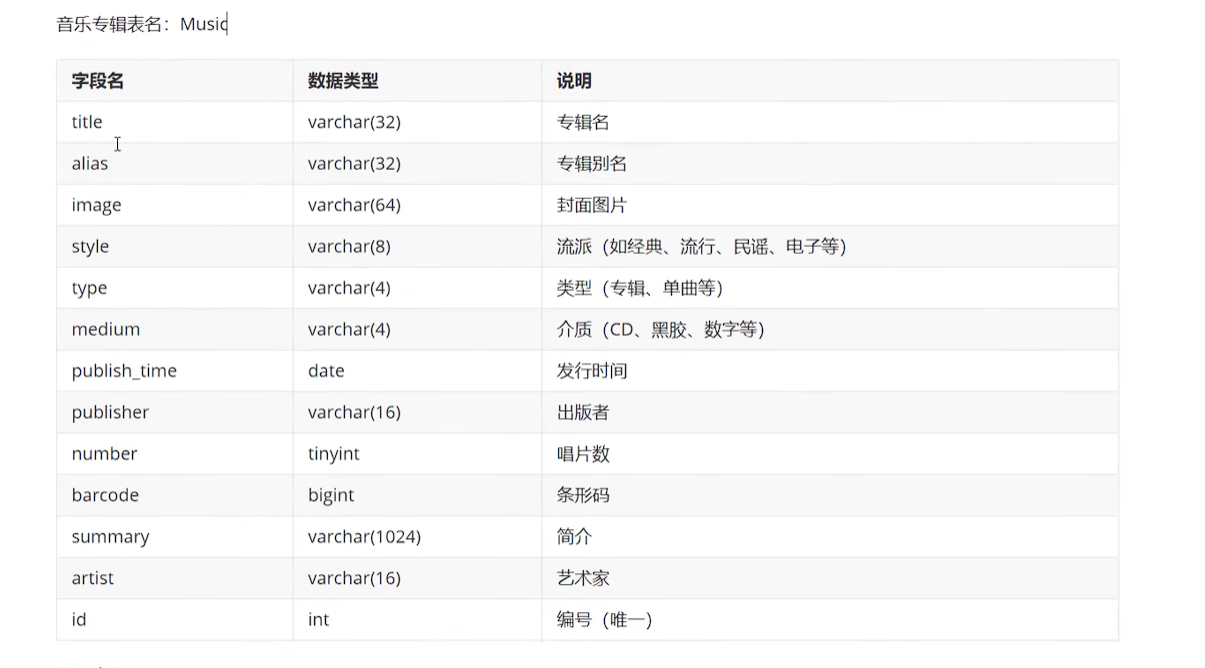 音乐专辑表名：Music
字段名 数据类型 说明
title varchar(32) 专辑名
alias varchar(32) 专辑别名
image varchar(64) 封面图片
style varchar(8) 流派（如经典、流行、民谣、电子等）
type varchar(4) 类型（专辑、单曲等）
medium varchar(4) 介质（CD、黑胶、数字等）
publish_time date 发行时间
publisher varchar(16) 出版者
number tinyint 唱片数
barcode bigint 条形码
summary varchar(1024) 简介
artist varchar(16) 艺术家
id int 编号（唯一）